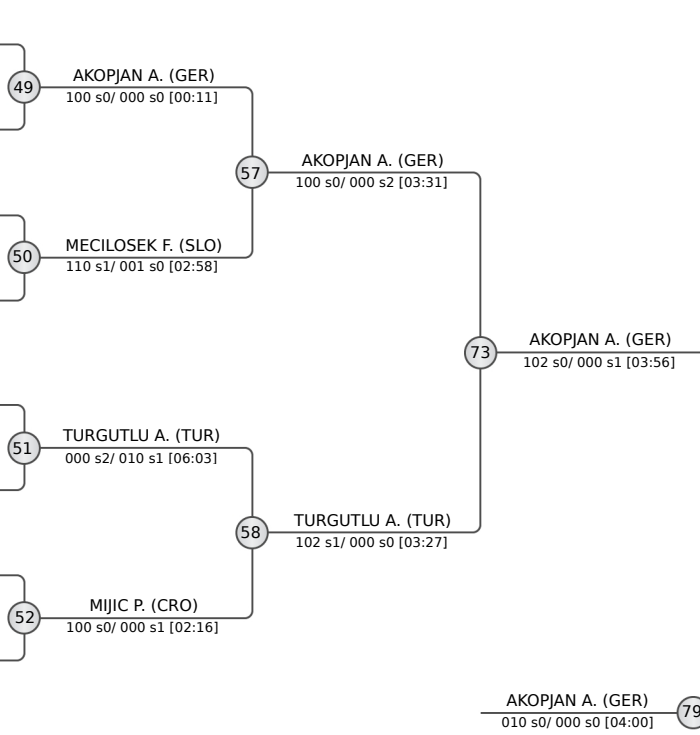 49
AKOPJAN A. (GER)
100 s0/ 000 s0 [00:11]
57
AKOPJAN A. (GER)
100 s0/ 000 s2 [03:31]
50
MECILOSEK F. (SLO)
110 s1/ 001 s0 [02:58]
73
AKOPJAN A. (GER)
102 s0/ 000 s1 [03:56]
51
TURGUTLU A. (TUR)
000 s2/ 010 s1 [06:03]
58
TURGUTLU A. (TUR)
102 s1/ 000 s0 [03:27]
52
MIJIC P. (CRO)
100 s0/ 000 s1 [02:16]
AKOPJAN A. (GER)
010 s0/ 000 s0 [04:00]
79